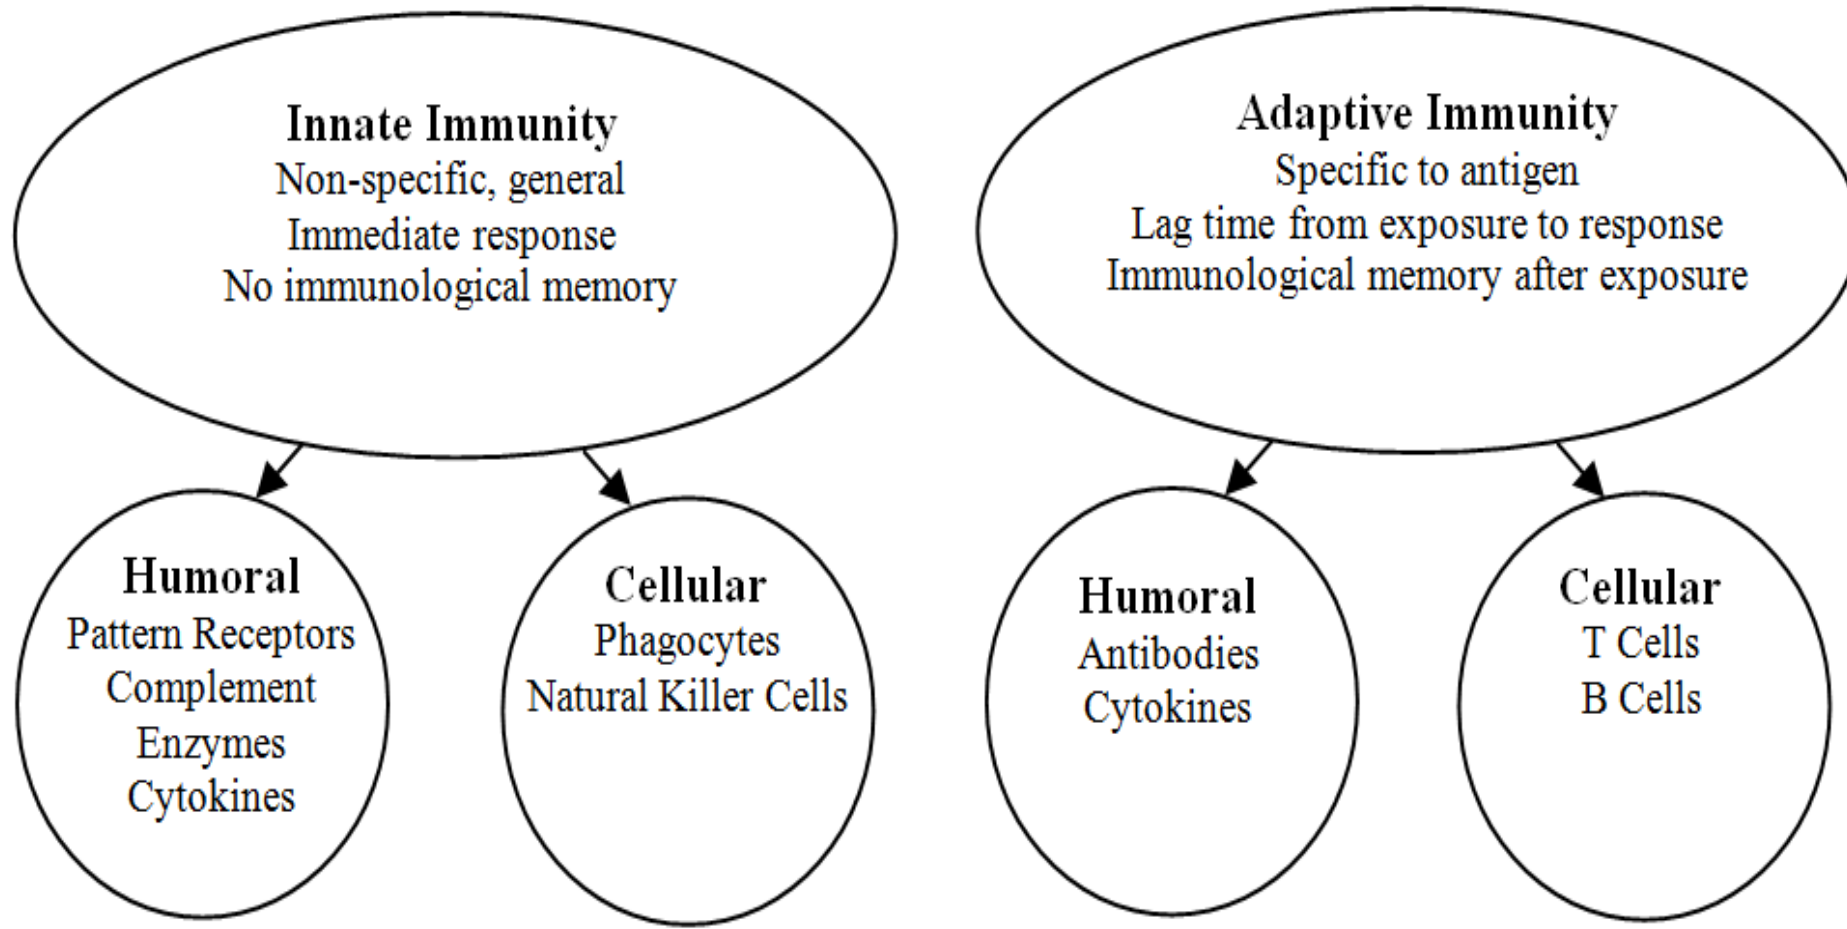 Innate Immunity
Non-specific, general
Immediate response
No immunological memory
Adaptive Immunity
Specific to antigen
Lag time from exposure to response
Immunological memory after exposure
Humoral
Pattern Receptors
Complement
Enzymes
Cytokines
Cellular
Phagocytes
Natural Killer Cells
Humoral
Antibodies
Cytokines
Cellular
T Cells
B Cells